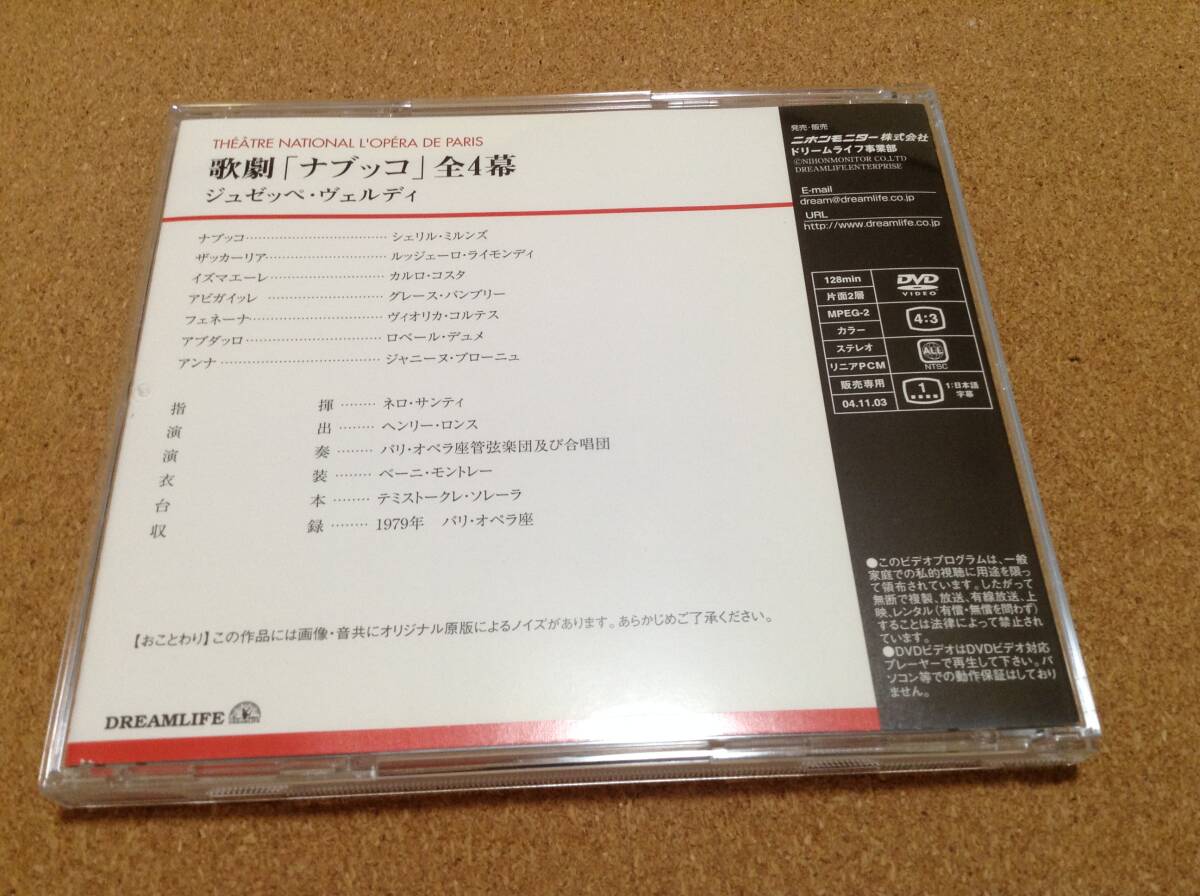 THÉÂTRE NATIONAL L'OPÉRA DE PARIS
歌劇「ナブッコ」全4幕
ジュゼッペ・ヴェルディ
ナブッコ………………………………シェリル・ミルンズ
ザッカーリア…………………………ルッジェーロ・ライモンディ
イズマエーレ…………………………カルロ・コスタ
アビガイッレ…………………………グレース・バンブリー
フェネーナ……………………………ヴィオリカ・コルテス
アブダッロ……………………………ロベール・デュメ
アンナ…………………………………ジャニーヌ・ブローニュ
指揮………ネロ・サンティ
演出………ヘンリー・ロンス
演奏………パリ・オペラ座管弦楽団及び合唱団
衣装………ベーニ・モントレー
台本………テミストークレ・ソレーラ
収録………1979年 パリ・オペラ座
【おことわり】この作品には画像・音共にオリジナル原版によるノイズがあります。あらかじめご了承ください。
DREAMLIFE
発売・販売
ニホンモニター株式会社
ドリームライフ事業部
©NIHONMONITOR CO.,LTD
DREAMLIFE.ENTERPRISE
E-mail
dream@dreamlife.co.jp
URL
http://www.dreamlife.co.jp
128min
片面2層
MPEG-2
カラー
ステレオ
リニアPCM
販売専用
04.11.03
DVD
VIDEO
4:3
ALL
NTSC
1
1:日本語
字幕
●このビデオプログラムは、一般
家庭での私的視聴に用途を限っ
て領布されています。したがって
無断で複製、放送、有線放送、上
映、レンタル(有償・無償を問わず)
することは法律によって禁止され
ています。
●DVDビデオはDVDビデオ対応
プレーヤーで再生して下さい。パ
ソコン等での動作保証はしており
ません。